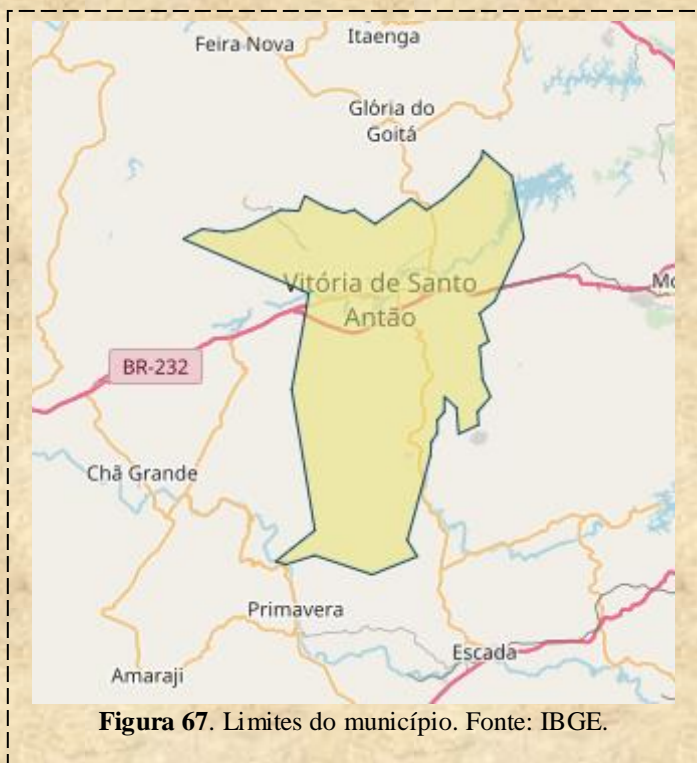 Feira Nova
Itaenga
Glória do
Goitá
Vitória de Santo
Antão
Mo
BR-232
Chã Grande
Primavera
Escada
Amaraji
Figura 67. Limites do município. Fonte: IBGE.